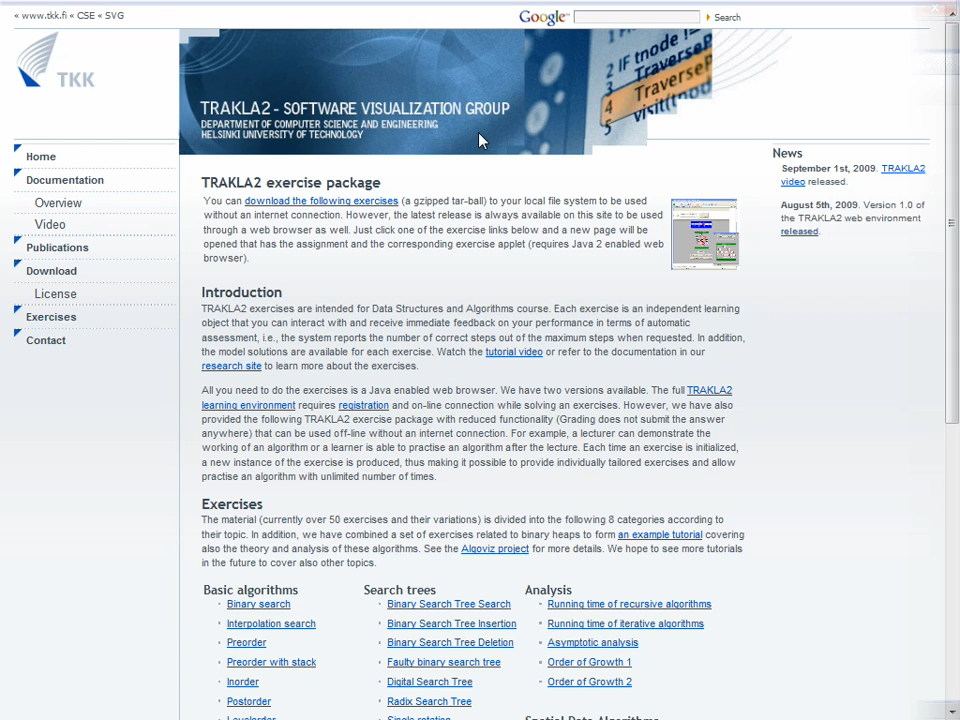 « www.tkk.fi « CSE « SVG
Google™ Search
TKK
TRAKLA2 - SOFTWARE VISUALIZATION GROUP
DEPARTMENT OF COMPUTER SCIENCE AND ENGINEERING
HELSINKI UNIVERSITY OF TECHNOLOGY
2 IF tnode
3 TraverseP
4 Traverse
5 visit(tnod
Home
Documentation
Overview
Video
Publications
Download
License
Exercises
Contact
TRAKLA2 exercise package
You can download the following exercises (a gzipped tar-ball) to your local file system to be used
without an internet connection. However, the latest release is always available on this site to be used
through a web browser as well. Just click one of the exercise links below and a new page will be
opened that has the assignment and the corresponding exercise applet (requires Java 2 enabled web
browser).
Introduction
TRAKLA2 exercises are intended for Data Structures and Algorithms course. Each exercise is an independent learning
object that you can interact with and receive immediate feedback on your performance in terms of automatic
assessment, i.e., the system reports the number of correct steps out of the maximum steps when requested. In addition,
the model solutions are available for each exercise. Watch the tutorial video or refer to the documentation in our
research site to learn more about the exercises.
All you need to do the exercises is a Java enabled web browser. We have two versions available. The full TRAKLA2
learning environment requires registration and on-line connection while solving an exercises. However, we have also
provided the following TRAKLA2 exercise package with reduced functionality (Grading does not submit the answer
anywhere) that can be used off-line without an internet connection. For example, a lecturer can demonstrate the
working of an algorithm or a learner is able to practise an algorithm after the lecture. Each time an exercise is initialized,
a new instance of the exercise is produced, thus making it possible to provide individually tailored exercises and allow
practise an algorithm with unlimited number of times.
Exercises
The material (currently over 50 exercises and their variations) is divided into the following 8 categories according to
their topic. In addition, we have combined a set of exercises related to binary heaps to form an example tutorial covering
also the theory and analysis of these algorithms. See the Algoviz project for more details. We hope to see more tutorials
in the future to cover also other topics.
Basic algorithms
Binary search
Interpolation search
Preorder
Preorder with stack
Inorder
Postorder
Levelorder
Search trees
Binary Search Tree Search
Binary Search Tree Insertion
Binary Search Tree Deletion
Faulty binary search tree
Digital Search Tree
Radix Search Tree
Single rotation
Analysis
Running time of recursive algorithms
Running time of iterative algorithms
Asymptotic analysis
Order of Growth 1
Order of Growth 2
Spatial Data Algorithms
News
September 1st, 2009. TRAKLA2
video released.
August 5th, 2009. Version 1.0 of
the TRAKLA2 web environment
released.